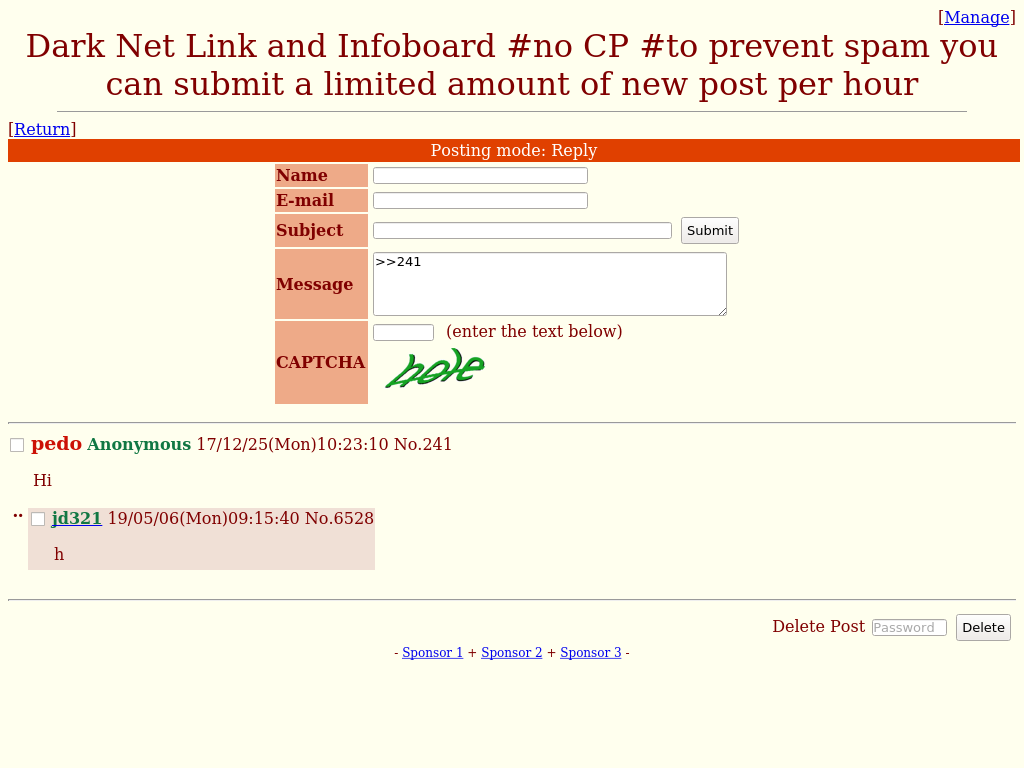 [Manage]
Dark Net Link and Infoboard #no CP #to prevent spam you
can submit a limited amount of new post per hour
[Return]
Posting mode: Reply
Name
E-mail
Subject Submit
Message >>241
CAPTCHA (enter the text below)
pedo Anonymous 17/12/25(Mon)10:23:10 No.241
Hi
.. jd321 19/05/06(Mon)09:15:40 No.6528
h
Delete Post Password Delete
- Sponsor 1 + Sponsor 2 + Sponsor 3 -